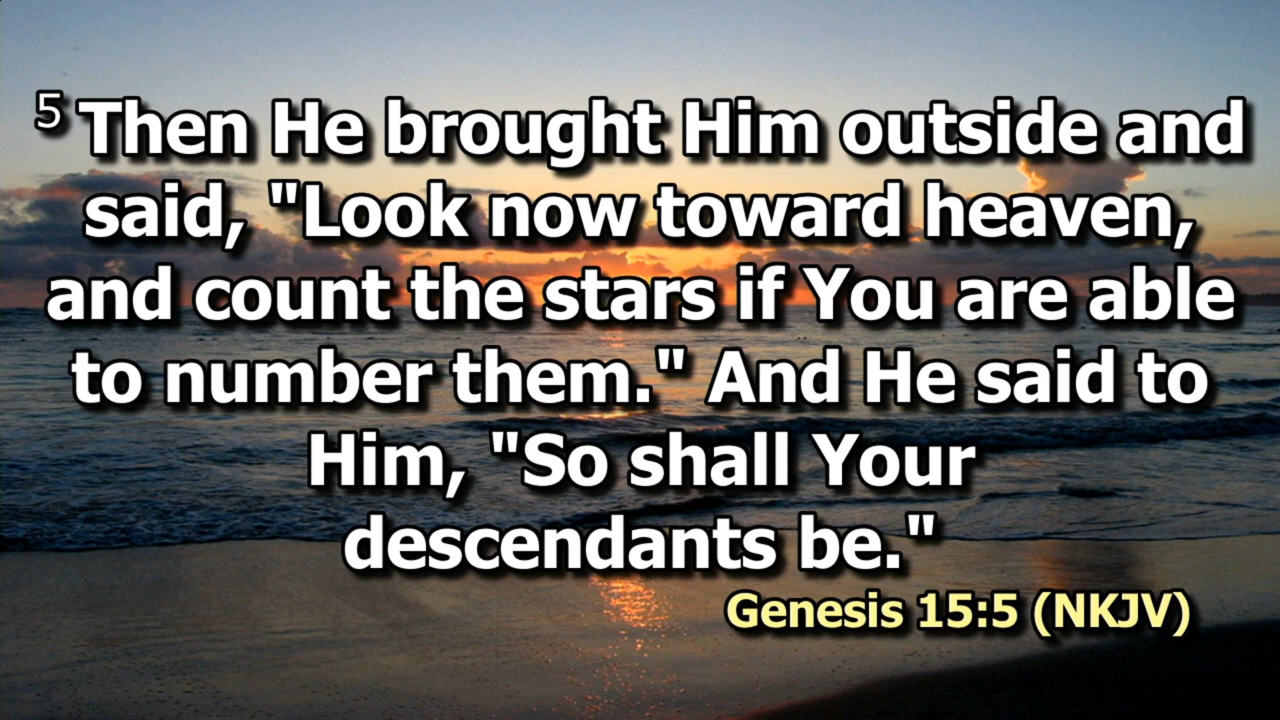 5 Then He brought Him outside and
said, "Look now toward heaven,
and count the stars if You are able
to number them." And He said to
Him, "So shall Your
descendants be."
Genesis 15:5 (NKJV)